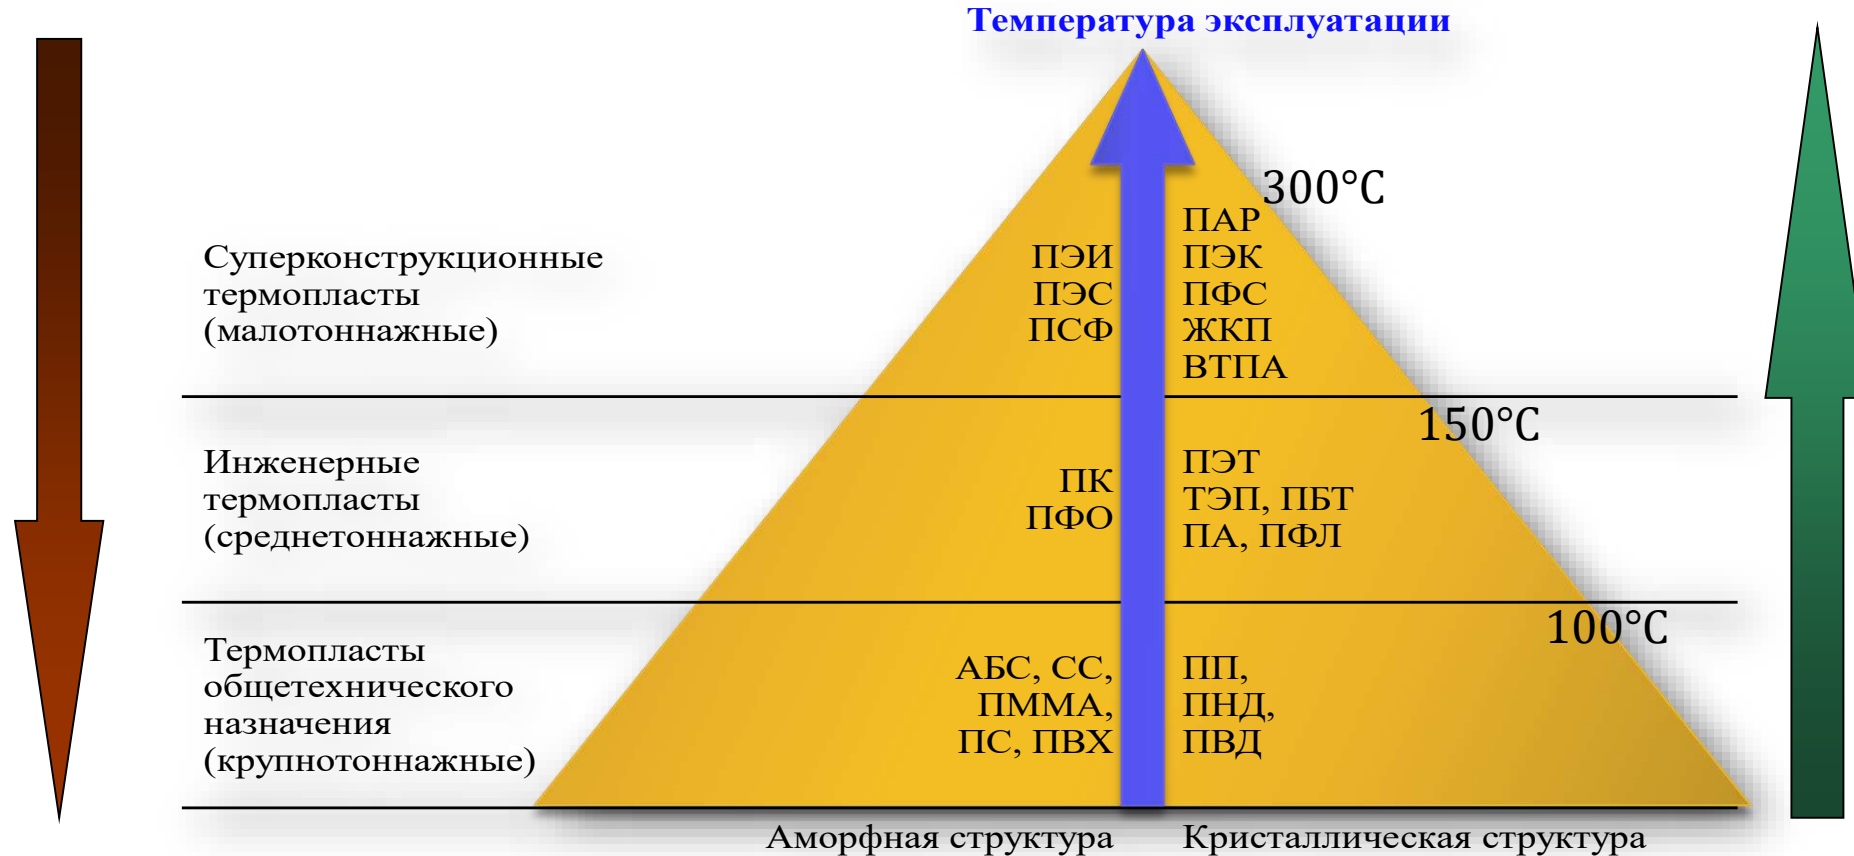 Температура эксплуатации
300°C
Суперконструкционные
термопласты
(малотоннажные)
ПЭИ
ПЭС
ПСФ
ПАР
ПЭК
ПФС
ЖКП
ВТПА
150°C
Инженерные
термопласты
(среднетоннажные)
ПК
ПФО
ПЭТ
ТЭП, ПБТ
ПА, ПФЛ
100°C
Термопласты
общетехнического
назначения
(крупнотоннажные)
АБС, СС,
ПММА,
ПС, ПВХ
ПП,
ПНД,
ПВД
Аморфная структура
Кристаллическая структура